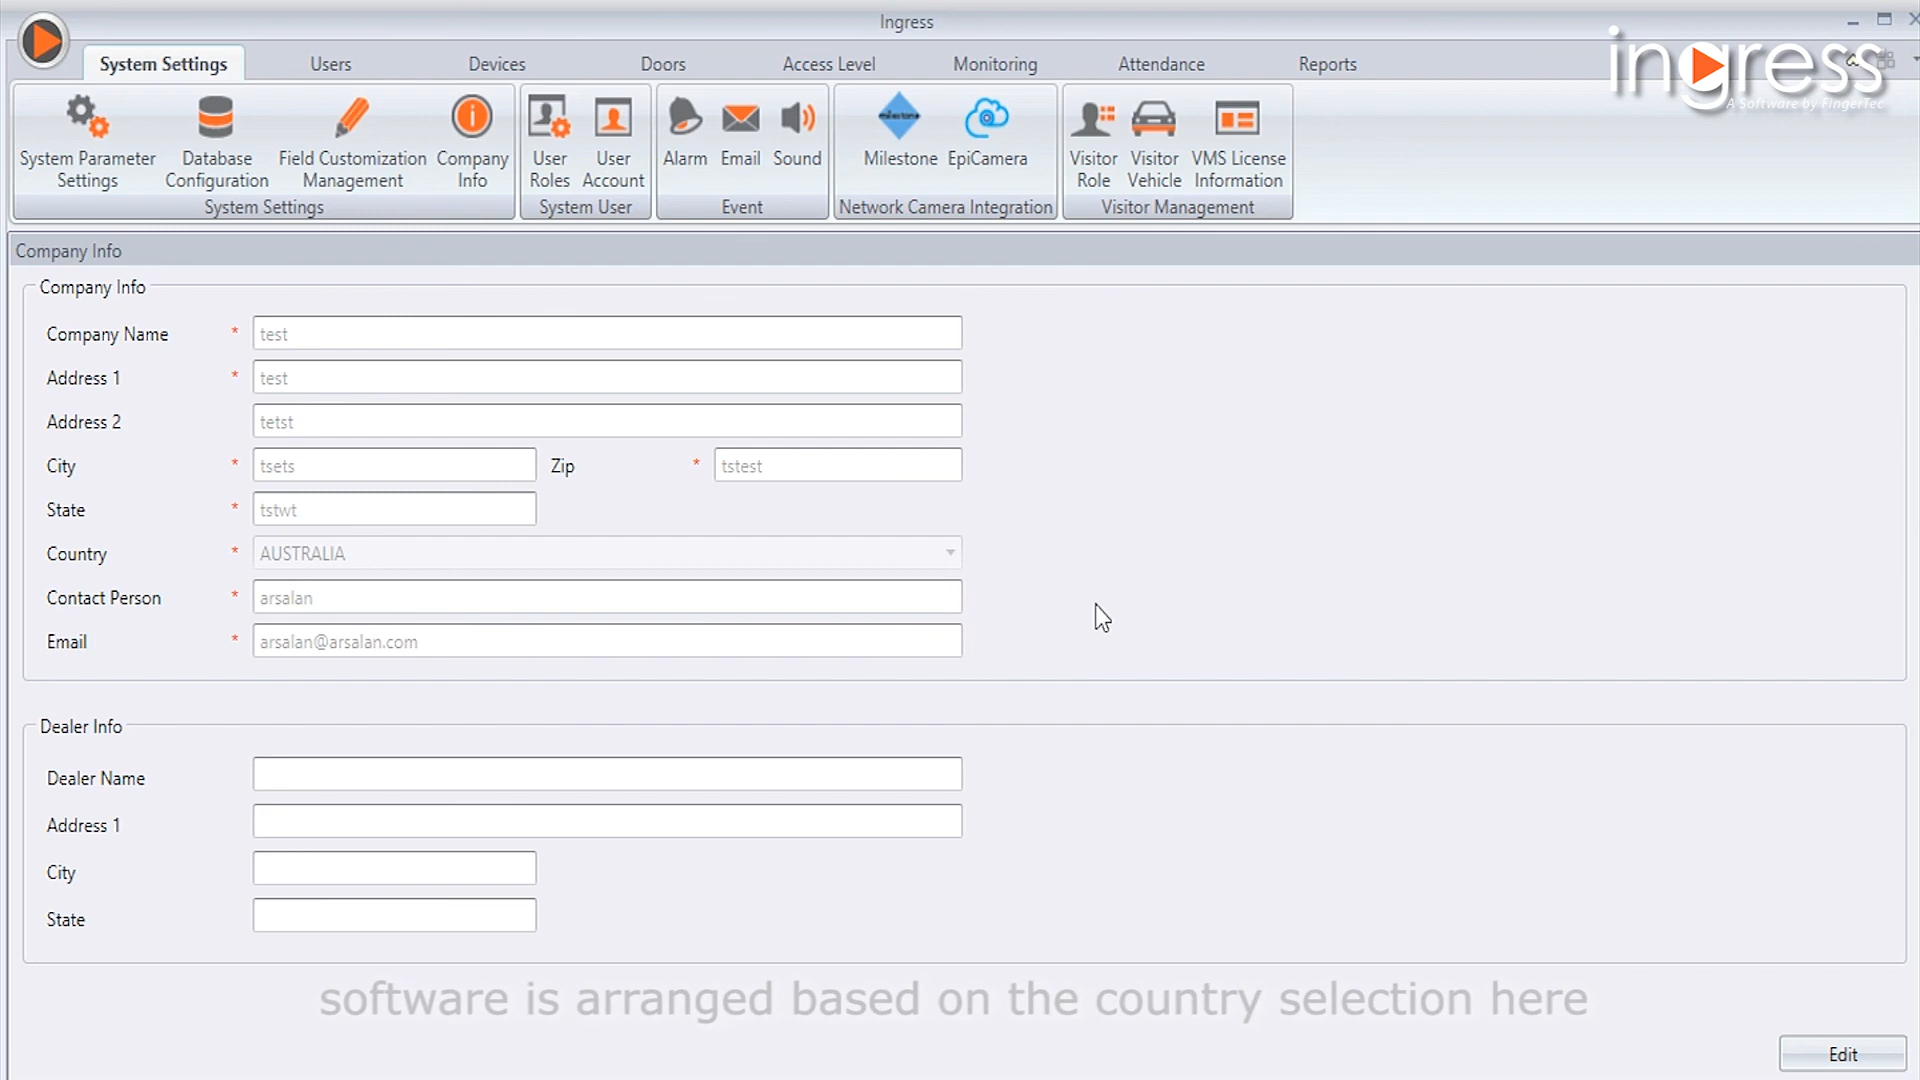 Ingress
ingress
A Software by FingerTec
System Settings Users Devices Doors Access Level Monitoring Attendance Reports
System Parameter Settings
Database Configuration
Field Customization Management
Company Info
User Roles
User Account
Alarm
Email
Sound
milestone
Milestone
EpiCamera
Visitor Role
Visitor Vehicle
VMS License Information
System Settings
System User
Event
Network Camera Integration
Visitor Management
Company Info
Company Info
Company Name * test
Address 1 * test
Address 2 tetst
City * tsets Zip * tstest
State * tstwt
Country * AUSTRALIA
Contact Person * arsalan
Email * arsalan@arsalan.com
Dealer Info
Dealer Name
Address 1
City
State
software is arranged based on the country selection here
Edit